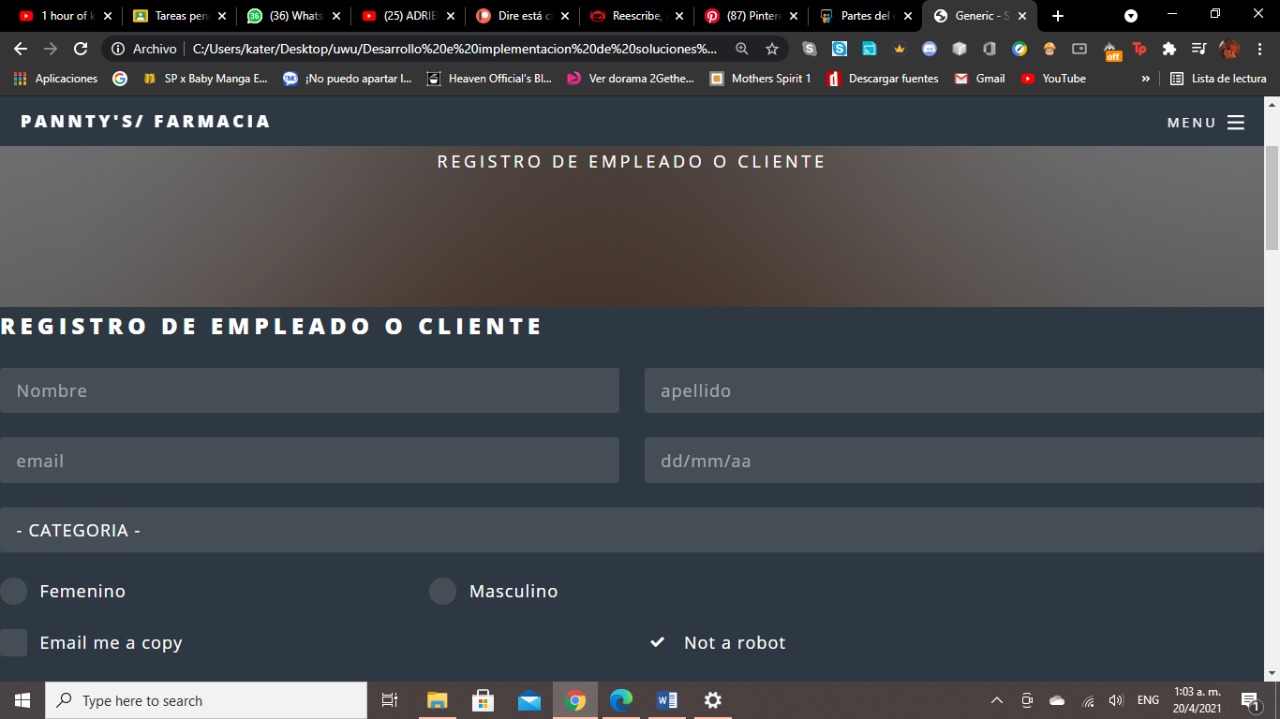 1 hour of k
Tareas pen
(36) Whats
(25) ADRIE
Dire está c
Reescribe,
(87) Pinter
Partes del
Generic - S
Archivo
C:/Users/kater/Desktop/uwu/Desarrollo%20e%20implementacion%20de%20soluciones%...
off
Tp
Aplicaciones
SP x Baby Manga E...
¡No puedo apartar l...
Heaven Official's Bl...
Ver dorama 2Gethe...
Mothers Spirit 1
Descargar fuentes
Gmail
YouTube
»
Lista de lectura
PANNTY'S/ FARMACIA
MENU
REGISTRO DE EMPLEADO O CLIENTE
REGISTRO DE EMPLEADO O CLIENTE
Nombre
apellido
email
dd/mm/aa
- CATEGORIA -
Femenino
Masculino
Email me a copy
Not a robot
Type here to search
ENG
1:03 a. m.
20/4/2021
1